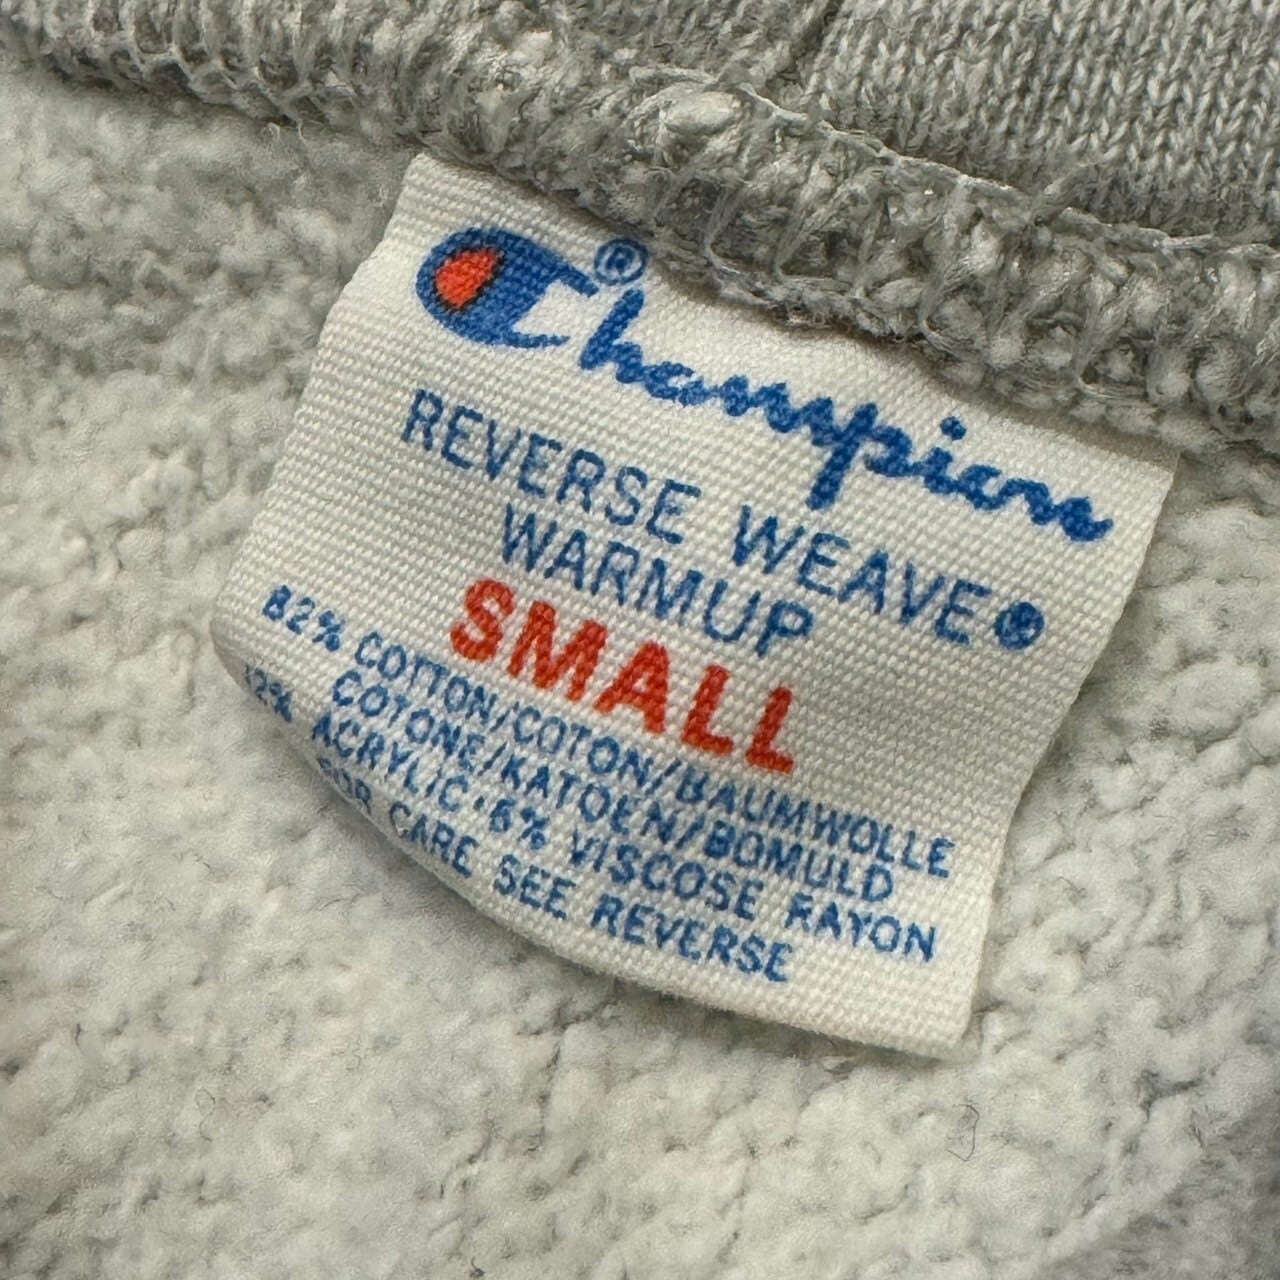 Champion®
REVERSE WEAVE®
WARMUP
SMALL
82% COTTON/COTON/BAUMWOLLE
COTONE/KATOEN/BOMULD
12% ACRYLIC·6% VISCOSE RAYON
FOR CARE SEE REVERSE